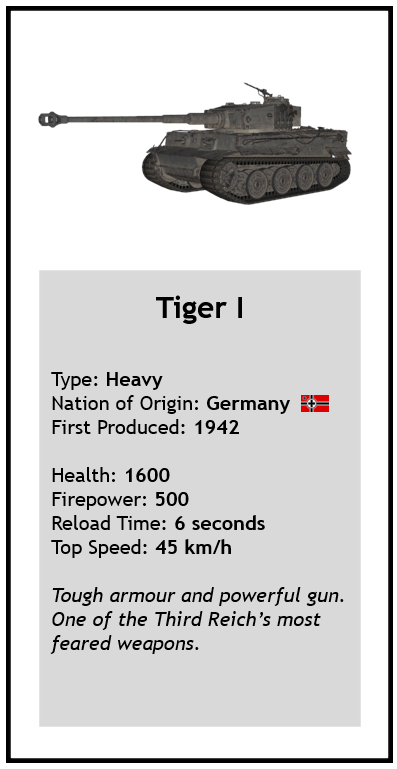 Tiger I
Type: Heavy
Nation of Origin: Germany
First Produced: 1942
Health: 1600
Firepower: 500
Reload Time: 6 seconds
Top Speed: 45 km/h
Tough armour and powerful gun.
One of the Third Reich’s most
feared weapons.